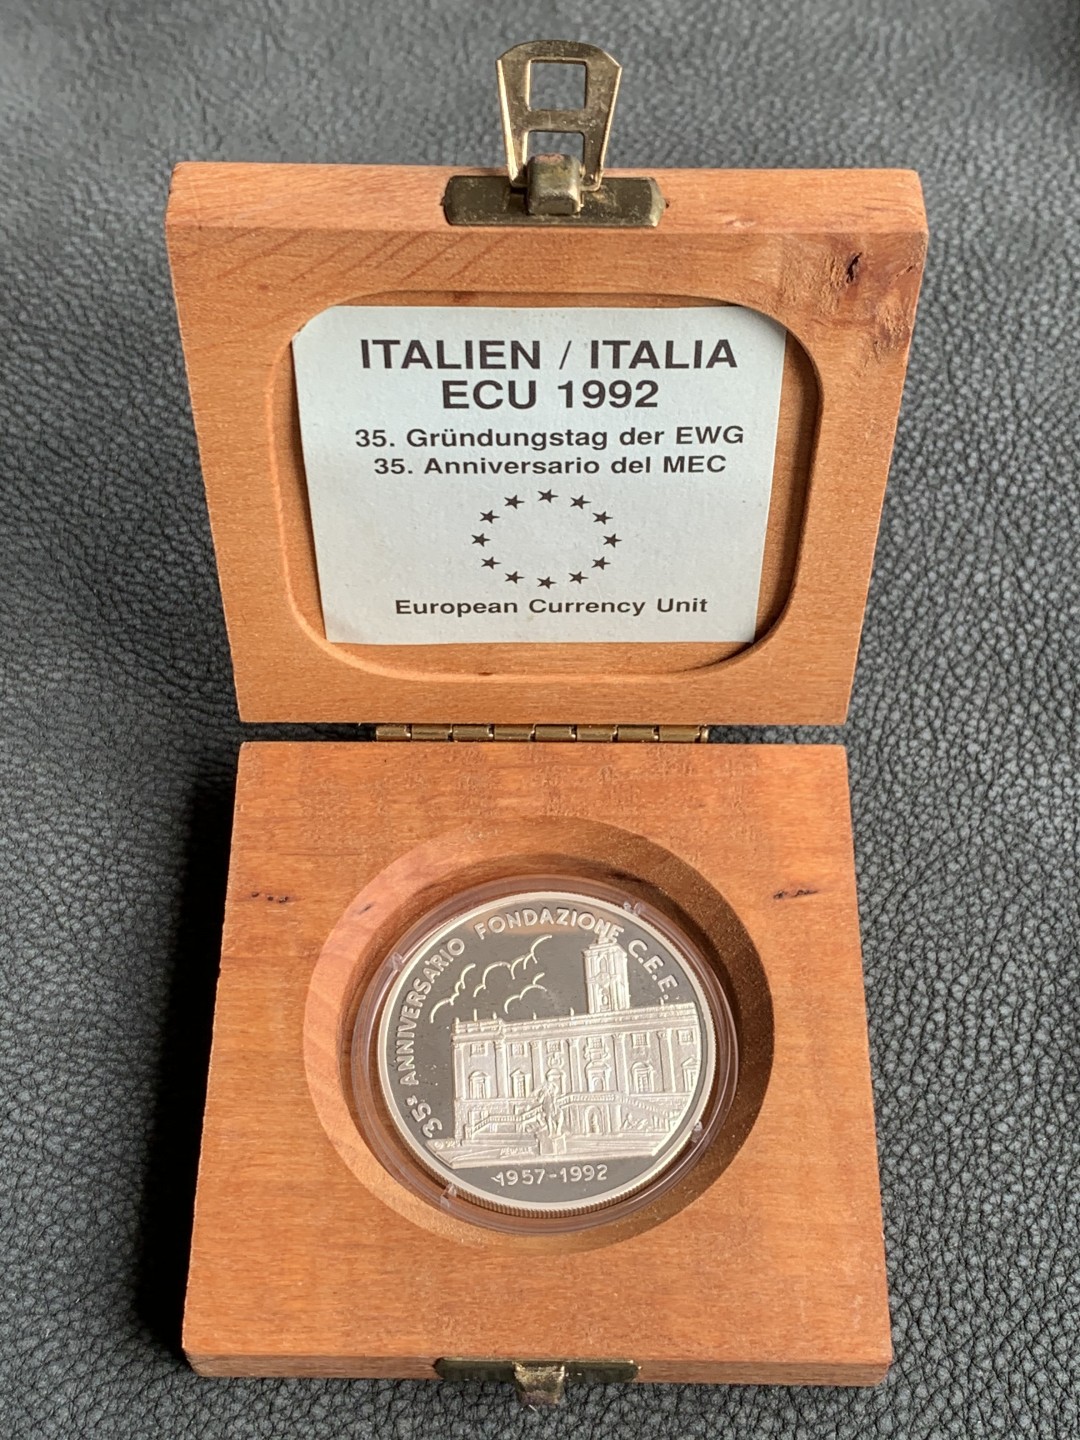 ITALIEN / ITALIA
ECU 1992
35. Gründungstag der EWG
35. Anniversario del MEC
European Currency Unit
35º ANNIVERSARIO FONDAZIONE C.E.E.
1957-1992